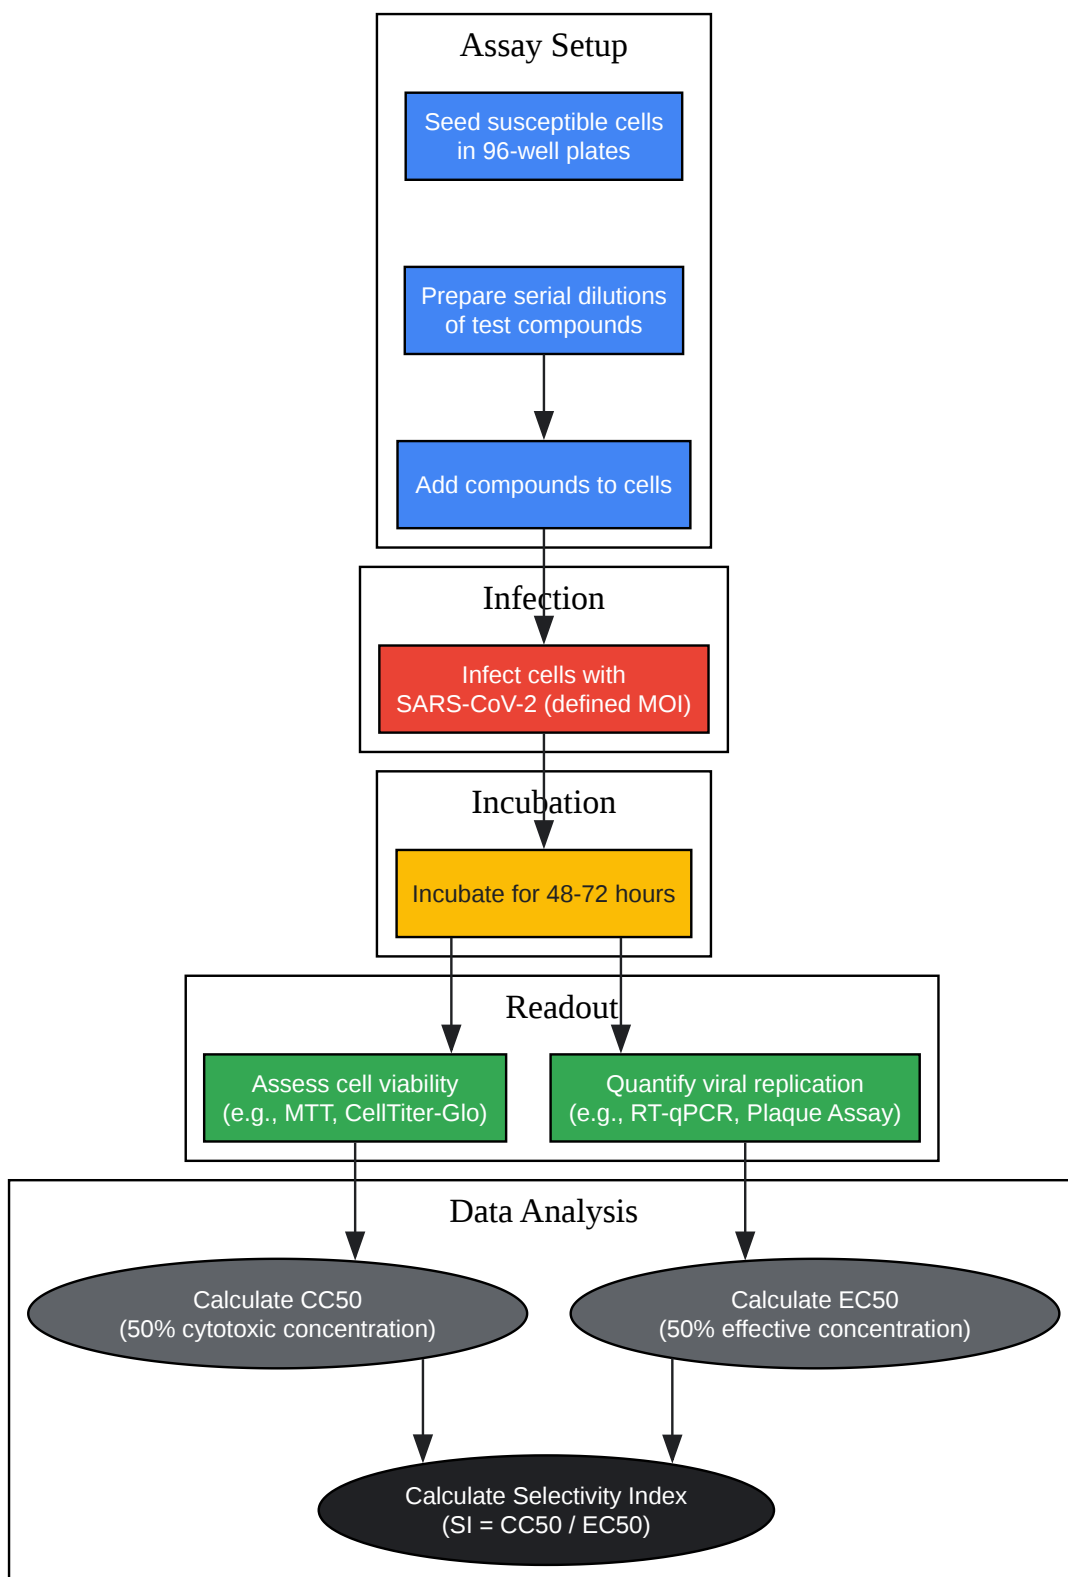 Assay Setup
Seed susceptible cells
in 96-well plates
Prepare serial dilutions
of test compounds
Add compounds to cells
Infection
Infect cells with
SARS-CoV-2 (defined MOI)
Incubation
Incubate for 48-72 hours
Readout
Assess cell viability
(e.g., MTT, CellTiter-Glo)
Quantify viral replication
(e.g., RT-qPCR, Plaque Assay)
Data Analysis
Calculate CC50
(50% cytotoxic concentration)
Calculate EC50
(50% effective concentration)
Calculate Selectivity Index
(SI = CC50 / EC50)